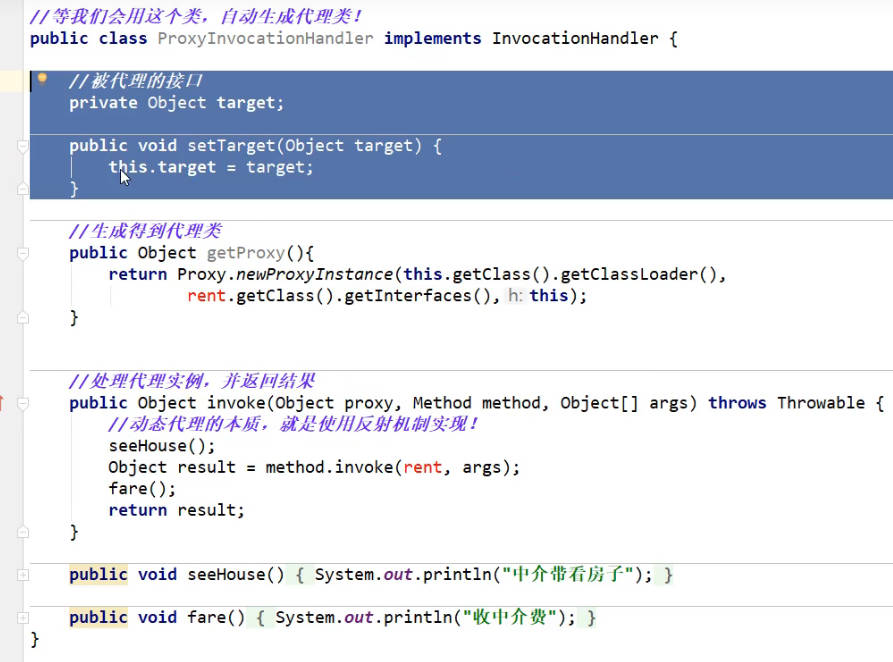 //等我们会用这个类，自动生成代理类！
public class ProxyInvocationHandler implements InvocationHandler {
//被代理的接口
private Object target;
public void setTarget(Object target) {
this.target = target;
}
//生成得到代理类
public Object getProxy(){
return Proxy.newProxyInstance(this.getClass().getClassLoader(),
rent.getClass().getInterfaces(), h: this);
}
//处理代理实例，并返回结果
public Object invoke(Object proxy, Method method, Object[] args) throws Throwable {
//动态代理的本质，就是使用反射机制实现！
seeHouse();
Object result = method.invoke(rent, args);
fare();
return result;
}
public void seeHouse() { System.out.println("中介带看房子"); }
public void fare() { System.out.println("收中介费"); }
}